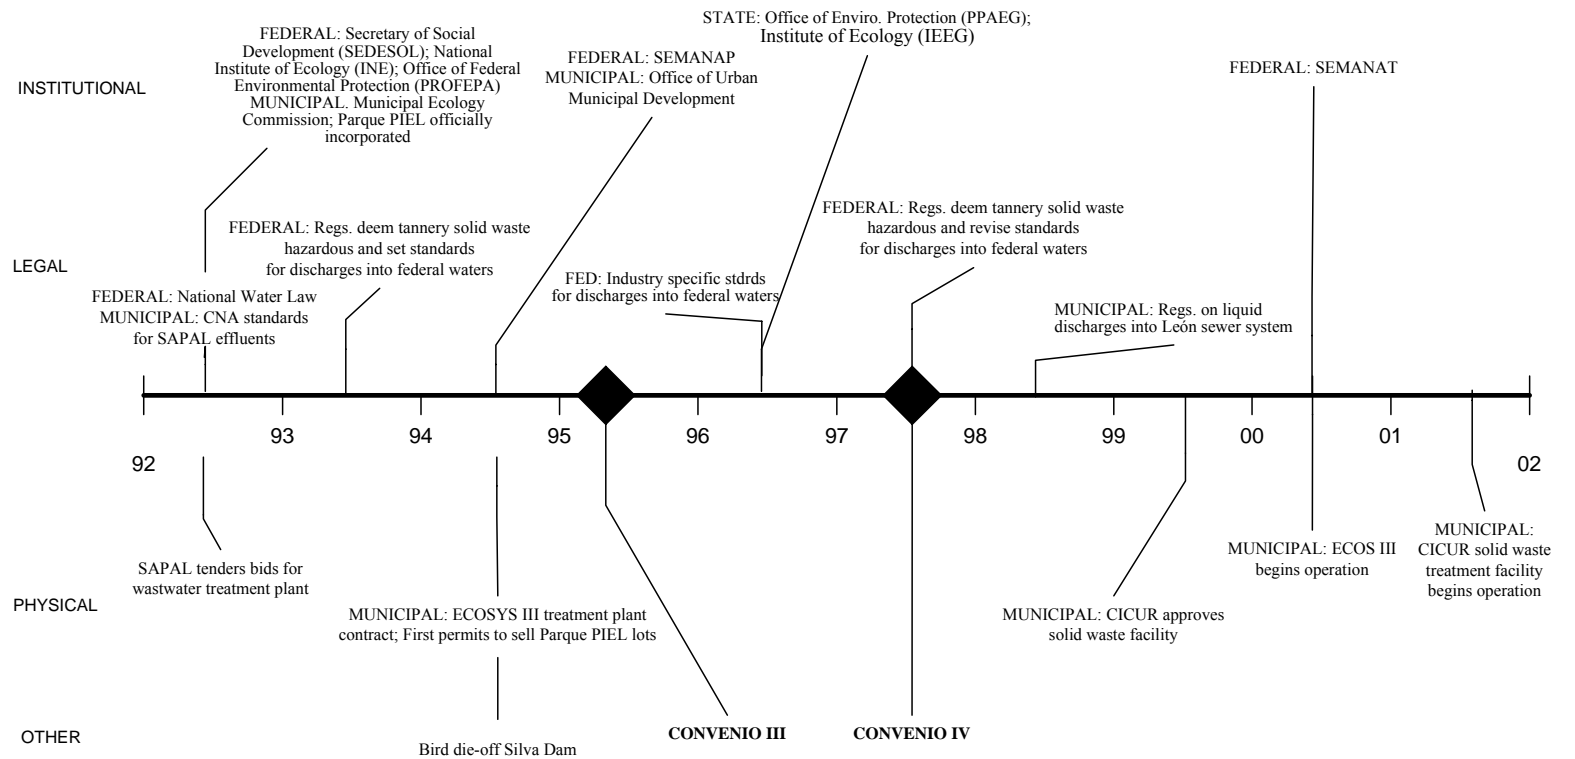 STATE: Office of Enviro. Protection (PPAEG);
Institute of Ecology (IEEG)
FEDERAL: Secretary of Social
Development (SEDESOL); National
Institute of Ecology (INE); Office of Federal
Environmental Protection (PROFEPA)
MUNICIPAL. Municipal Ecology
Commission; Parque PIEL officially
incorporated
FEDERAL: SEMANAP
MUNICIPAL: Office of Urban
Municipal Development
FEDERAL: SEMANAT
INSTITUTIONAL
FEDERAL: Regs. deem tannery solid waste
hazardous and set standards
for discharges into federal waters
FEDERAL: Regs. deem tannery solid waste
hazardous and revise standards
for discharges into federal waters
LEGAL
FED: Industry specific stdrds
for discharges into federal waters
FEDERAL: National Water Law
MUNICIPAL: CNA standards
for SAPAL effluents
MUNICIPAL: Regs. on liquid
discharges into León sewer system
93
94
95
96
97
98
99
00
01
92
02
SAPAL tenders bids for
wastwater treatment plant
MUNICIPAL: ECOS III
begins operation
MUNICIPAL:
CICUR solid waste
treatment facility
begins operation
PHYSICAL
MUNICIPAL: ECOSYS III treatment plant
contract; First permits to sell Parque PIEL lots
MUNICIPAL: CICUR approves
solid waste facility
OTHER
Bird die-off Silva Dam
CONVENIO III
CONVENIO IV